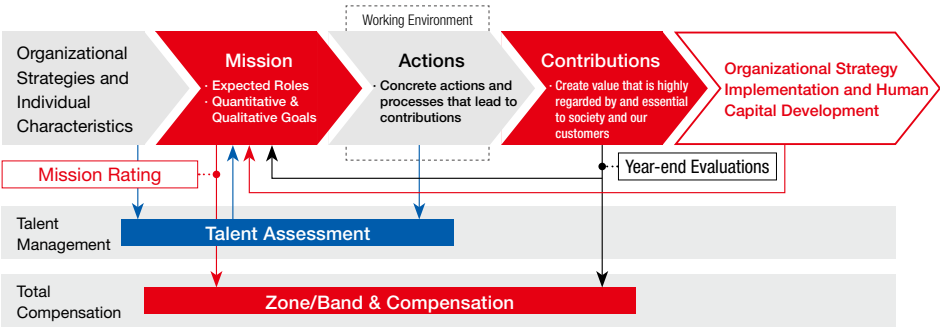 Working Environment
Organizational
Strategies and
Individual
Characteristics
Mission
· Expected Roles
· Quantitative &
Qualitative Goals
Actions
· Concrete actions and
processes that lead to
contributions
Contributions
· Create value that is highly
regarded by and essential
to society and our
customers
Organizational Strategy
Implementation and Human
Capital Development
Mission Rating
Year-end Evaluations
Talent
Management
Talent Assessment
Total
Compensation
Zone/Band & Compensation